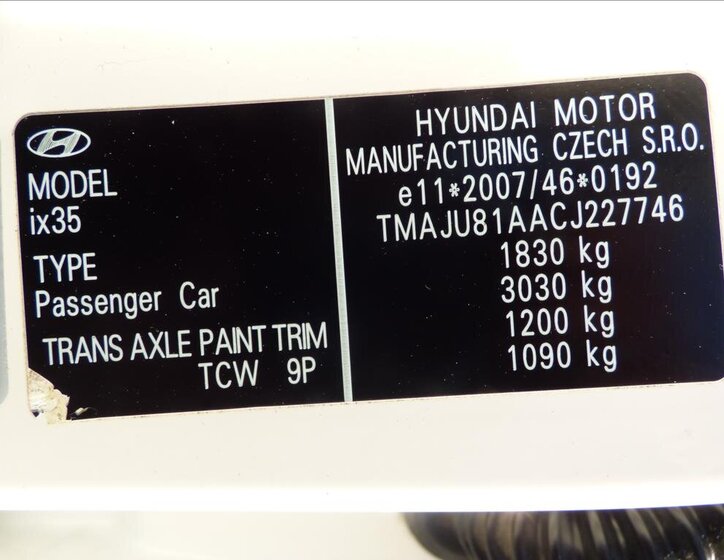 MODEL
ix35
TYPE
Passenger Car
TRANS AXLE PAINT TRIM
TCW 9P
HYUNDAI MOTOR
MANUFACTURING CZECH S.R.O.
e11*2007/46*0192
TMAJU81AACJ227746
1830 kg
3030 kg
1200 kg
1090 kg